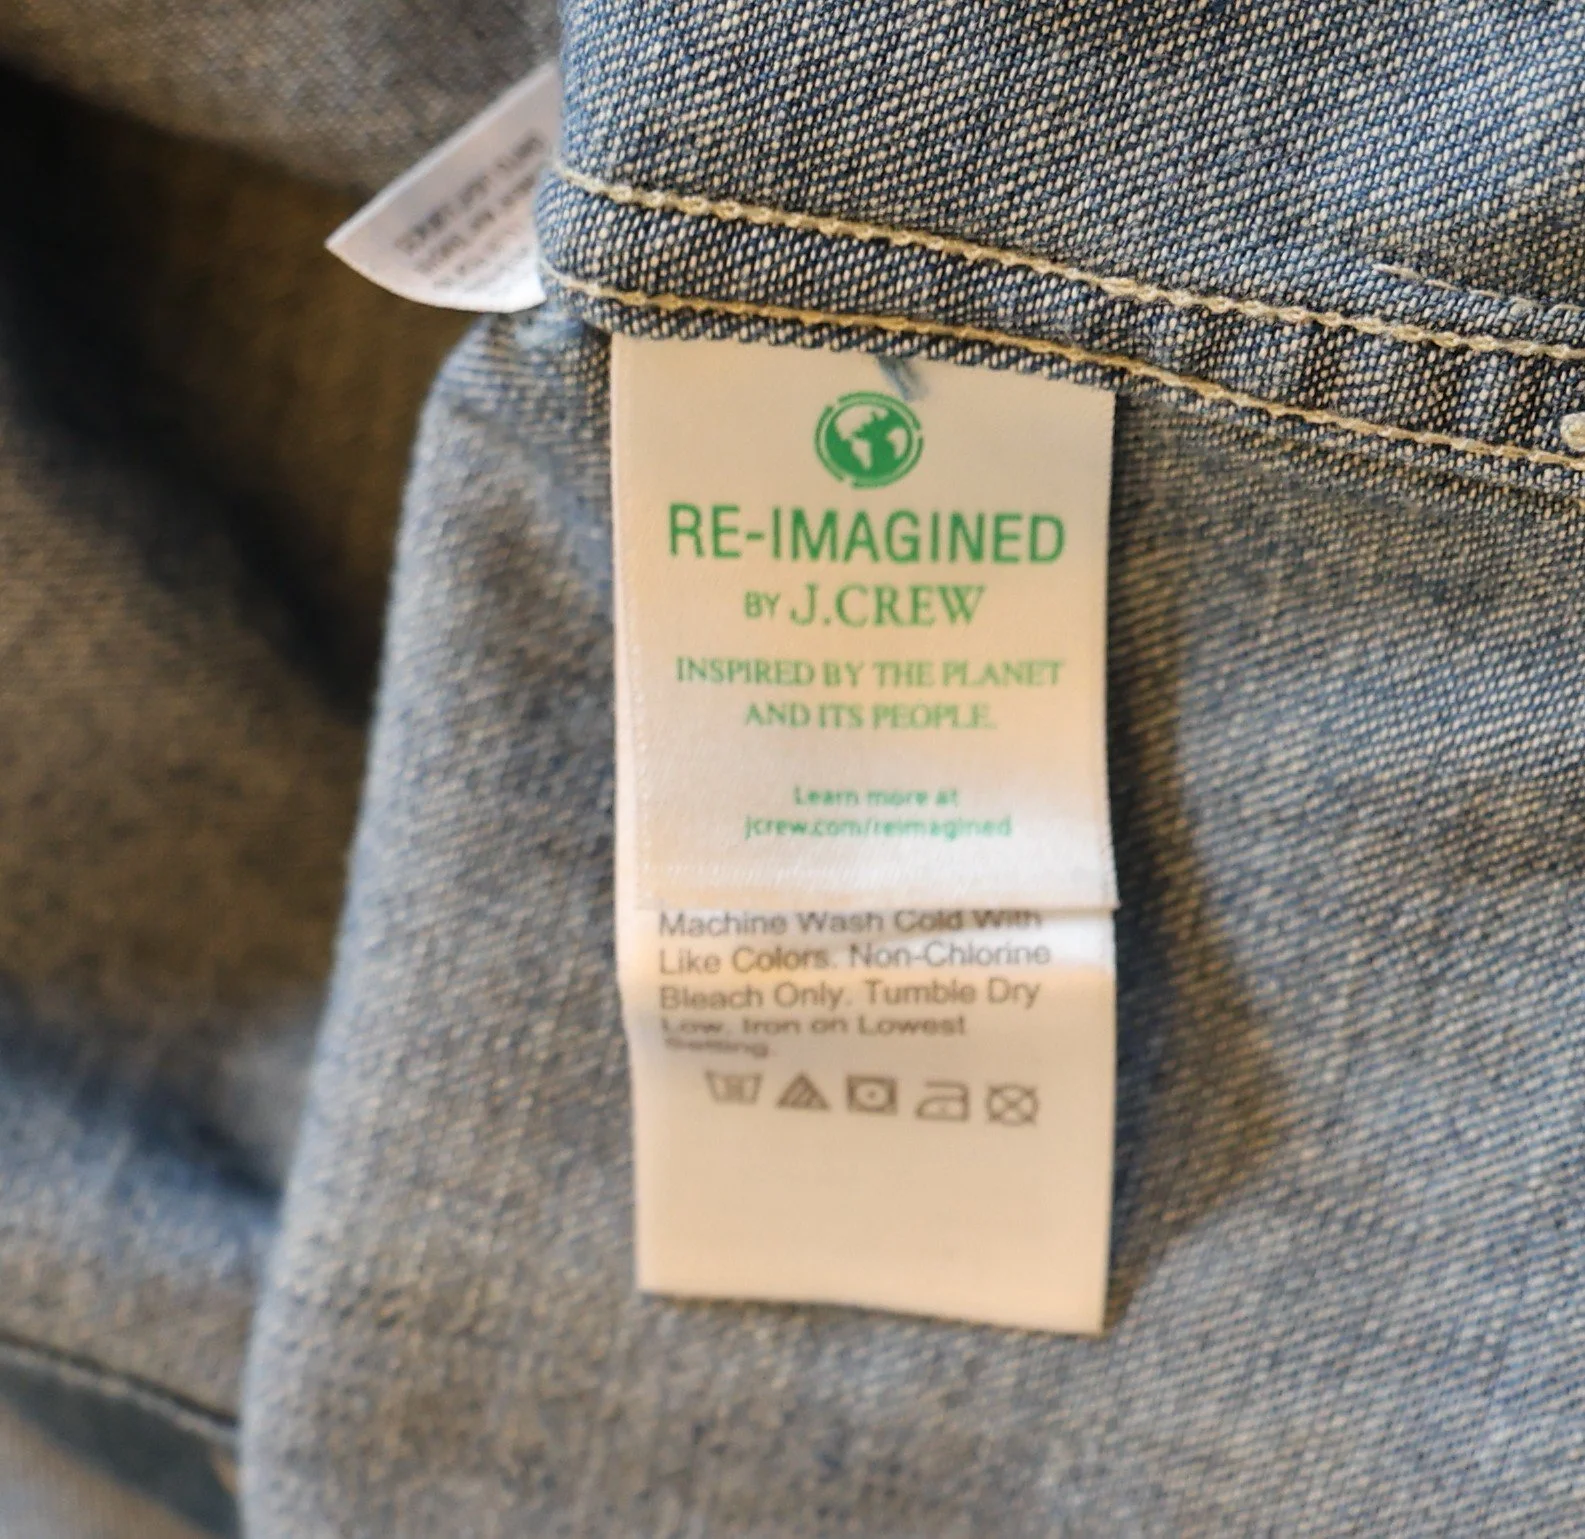 RE-IMAGINED
BY J.CREW
INSPIRED BY THE PLANET
AND ITS PEOPLE.
Learn more at
jcrew.com/reimagined
Machine Wash Cold With
Like Colors. Non-Chlorine
Bleach Only. Tumble Dry
Low. Iron on Lowest
Setting.